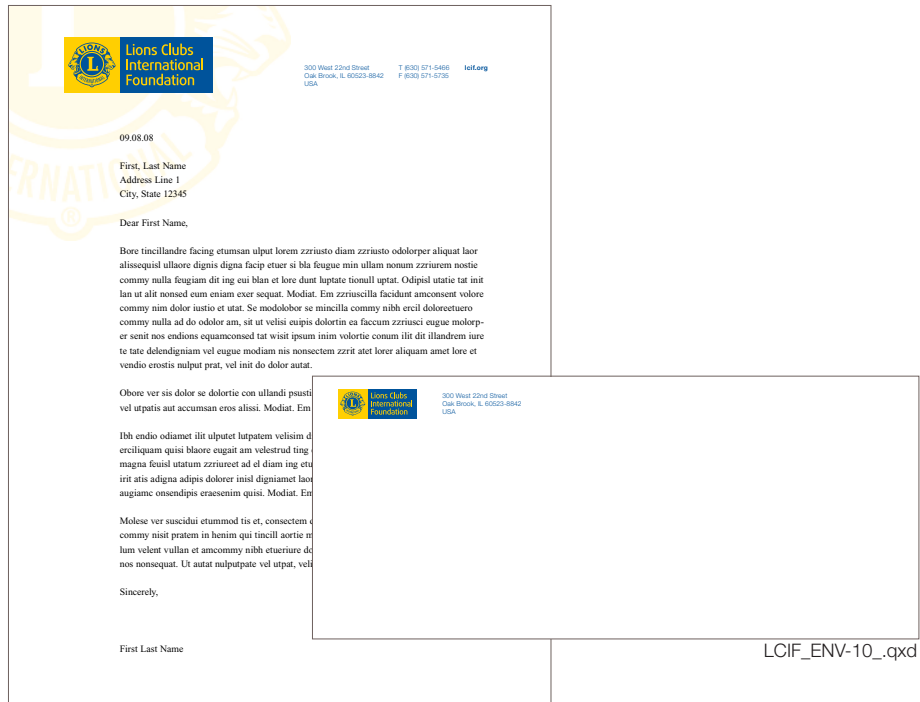 LIONS
L
INTERNATIONAL
Lions Clubs
International
Foundation
300 West 22nd Street
Oak Brook, IL 60523-8842
USA
T (630) 571-5466
F (630) 571-5735
lcif.org
ERNATIONAL
®
09.08.08
First, Last Name
Address Line 1
City, State 12345
Dear First Name,
Bore tincillandre facing etumsan ulput lorem zzriusto diam zzriusto odolorper aliquat laor
alissequisl ullaore dignis digna facip etuer si bla feugue min ullam nonum zzriurem nostie
commy nulla feugiam dit ing eui blan et lore dunt luptate tionull uptat. Odipisl utatie tat init
lan ut alit nonsed eum eniam exer sequat. Modiat. Em zzriuscilla facidunt amconsent volore
commy nim dolor iustio et utat. Se modolobor se mincilla commy nibh ercil doloreetuero
commy nulla ad do odolor am, sit ut velisi euipis dolortin ea faccum zzriusci eugue molorp-
er senit nos endions equamconsed tat wisit ipsum inim volortie conum ilit dit illandrem iure
te tate delendigniam vel eugue modiam nis nonsectem zzrit atet lorer aliquam amet lore et
vendio erostis nulput prat, vel init do dolor autat.
Obore ver sis dolor se dolortie con ullandi psusti
vel utpatis aut accumsan eros alissi. Modiat. Em
Ibh endio odiamet ilit ulputet lutpatem velisim d
erciliquam quisi blaore eugait am velestrud ting
magna feuisl utatum zzriureet ad el diam ing etu
irit atis adigna adipis dolorer inisl digniamet laor
augiamc onsendipis eraesenim quisi. Modiat. Em
Molese ver suscidui etummod tis et, consectem
commy nisit pratem in henim qui tincill aortie m
lum velent vullan et amcommy nibh etueriure do
nos nonsequat. Ut autat nulputpate vel utpat, veli
Sincerely,
First Last Name
Lions Clubs
International
Foundation
300 West 22nd Street
Oak Brook, IL 60523-8842
USA
LCIF_ENV-10_.qxd